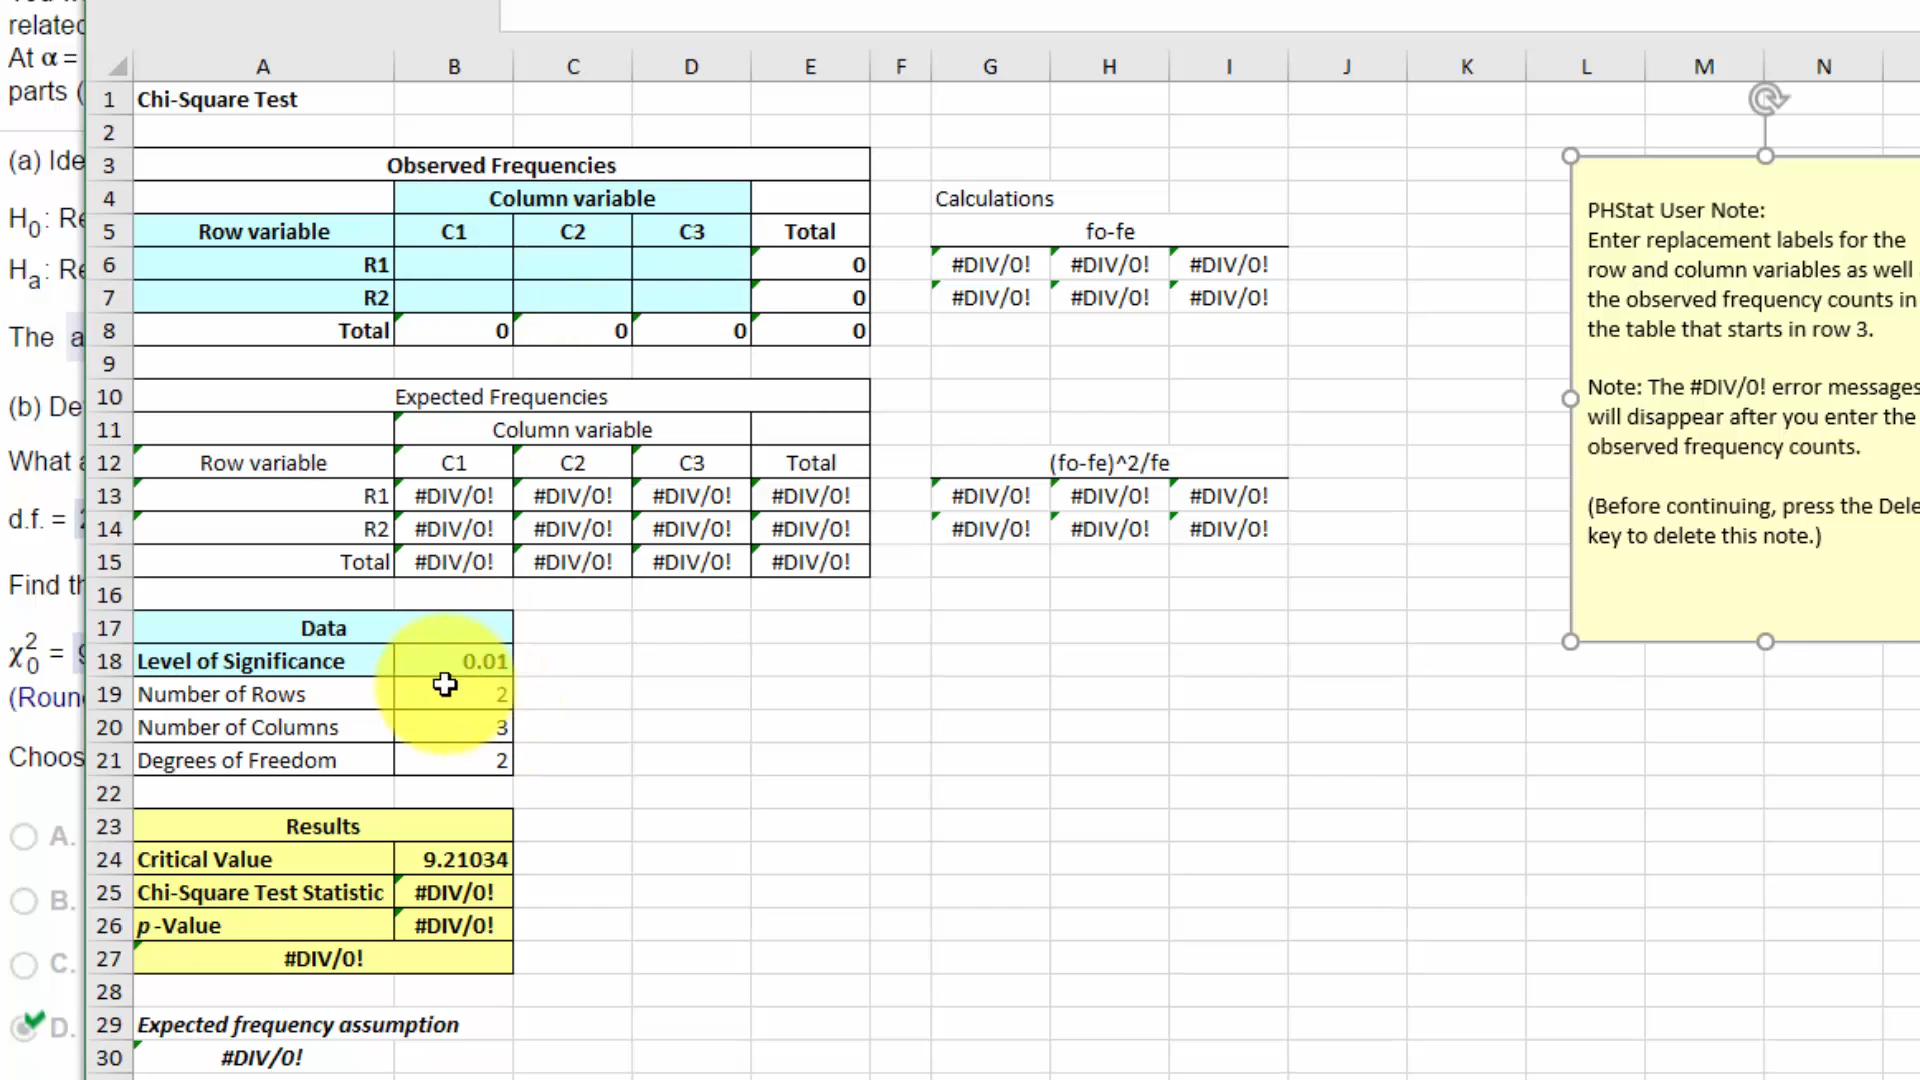 related
At α =
parts (
(a) Ide
H0: Re
Ha: Re
The a
(b) De
What a
d.f. = 2
Find th
χ²0 = 9
(Roun
Choos
A.
B.
C.
D.
A B C D E F G H I J K L M N
1 Chi-Square Test
2
3 Observed Frequencies
4 Column variable Calculations
5 Row variable C1 C2 C3 Total fo-fe
6 R1 0 #DIV/0! #DIV/0! #DIV/0!
7 R2 0 #DIV/0! #DIV/0! #DIV/0!
8 Total 0 0 0 0
9
10 Expected Frequencies
11 Column variable
12 Row variable C1 C2 C3 Total (fo-fe)^2/fe
13 R1 #DIV/0! #DIV/0! #DIV/0! #DIV/0! #DIV/0! #DIV/0! #DIV/0!
14 R2 #DIV/0! #DIV/0! #DIV/0! #DIV/0! #DIV/0! #DIV/0! #DIV/0!
15 Total #DIV/0! #DIV/0! #DIV/0! #DIV/0!
16
17 Data
18 Level of Significance 0.01
19 Number of Rows 2
20 Number of Columns 3
21 Degrees of Freedom 2
22
23 Results
24 Critical Value 9.21034
25 Chi-Square Test Statistic #DIV/0!
26 p-Value #DIV/0!
27 #DIV/0!
28
29 Expected frequency assumption
30 #DIV/0!
PHStat User Note:
Enter replacement labels for the
row and column variables as well
the observed frequency counts in
the table that starts in row 3.
Note: The #DIV/0! error messages
will disappear after you enter the
observed frequency counts.
(Before continuing, press the Dele
key to delete this note.)